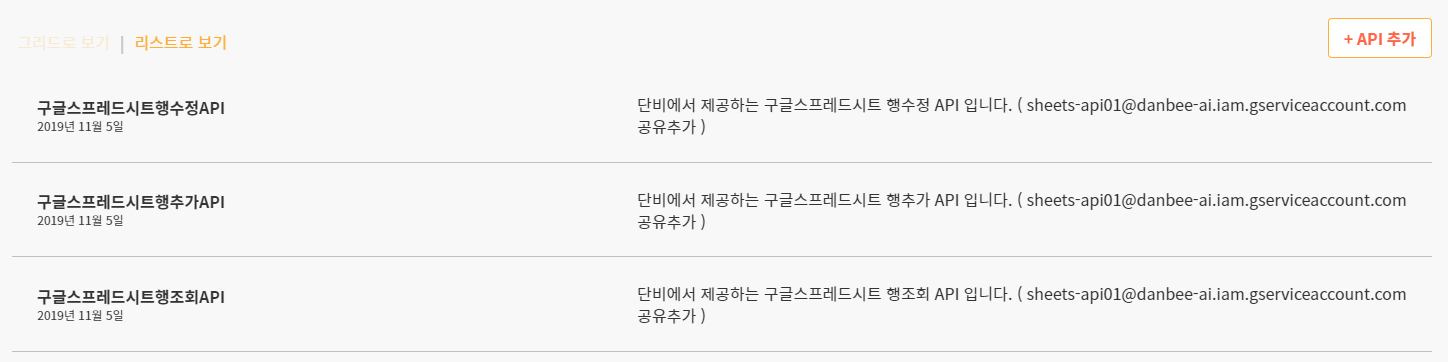 그리드로 보기 | 리스트로 보기
+ API 추가
구글스프레드시트행수정API
2019년 11월 5일
단비에서 제공하는 구글스프레드시트 행수정 API 입니다. ( sheets-api01@danbee-ai.iam.gserviceaccount.com
공유추가 )
구글스프레드시트행추가API
2019년 11월 5일
단비에서 제공하는 구글스프레드시트 행추가 API 입니다. ( sheets-api01@danbee-ai.iam.gserviceaccount.com
공유추가 )
구글스프레드시트행조회API
2019년 11월 5일
단비에서 제공하는 구글스프레드시트 행조회 API 입니다. ( sheets-api01@danbee-ai.iam.gserviceaccount.com
공유추가 )